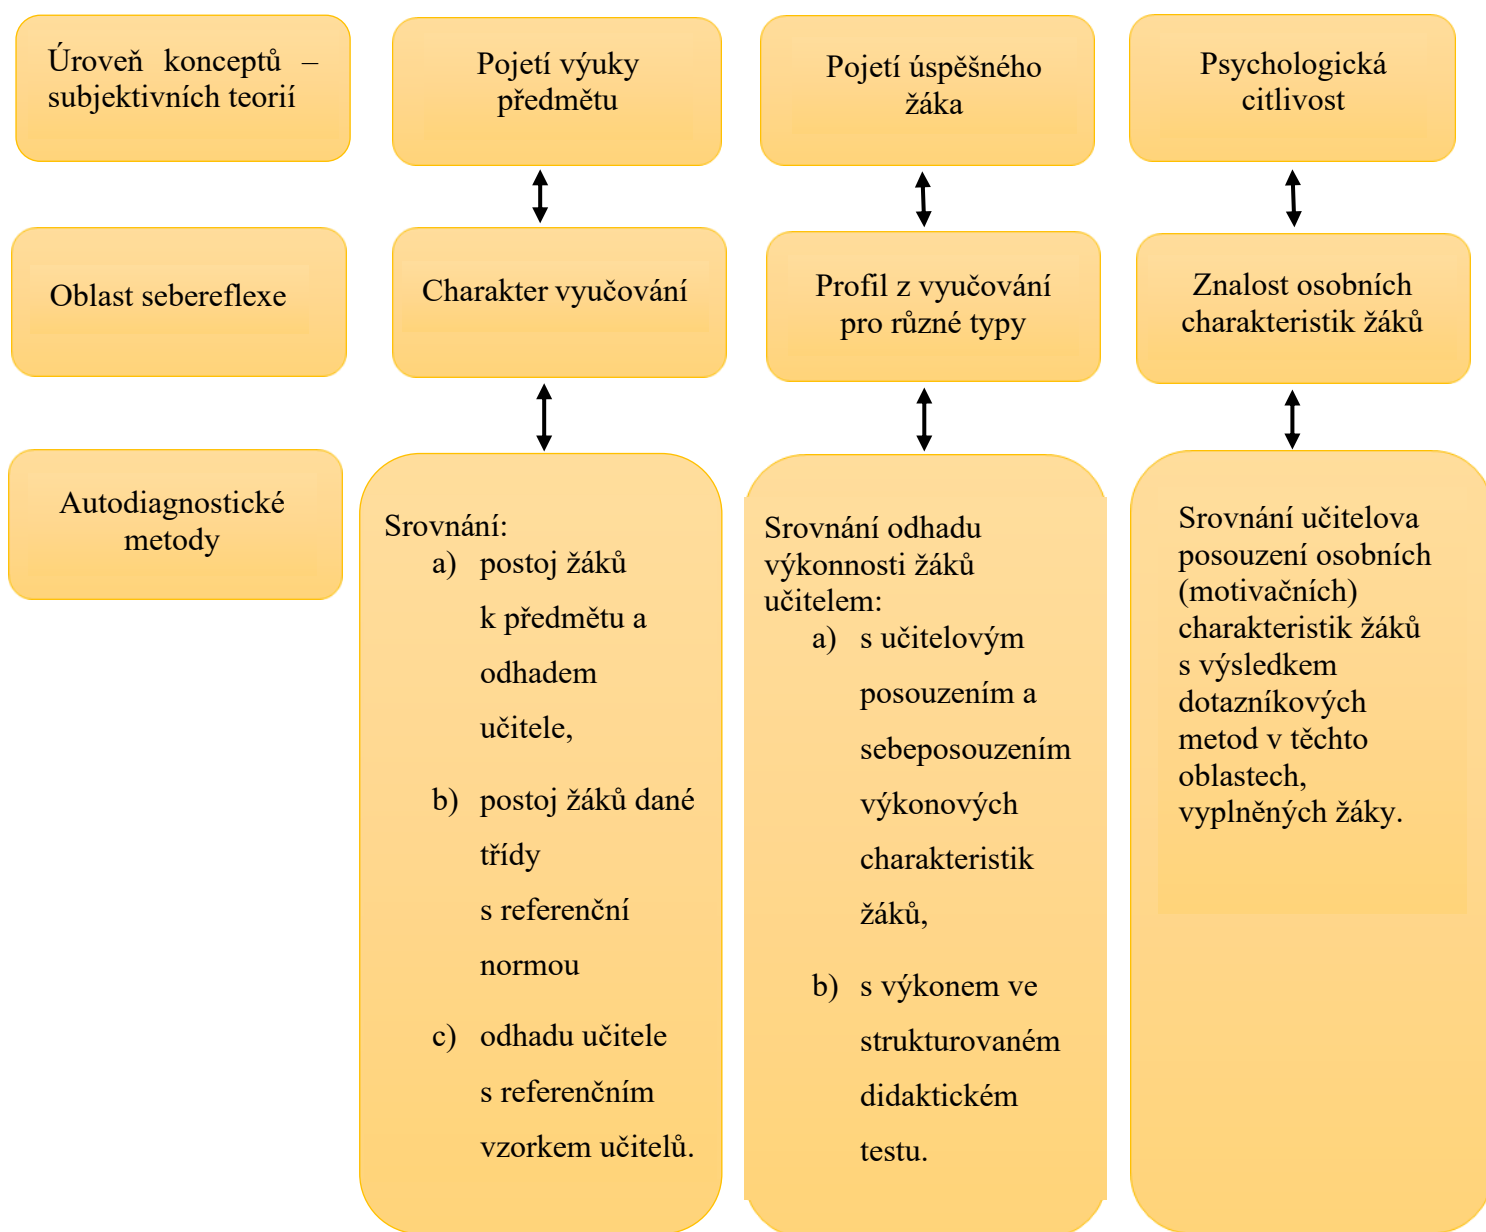 Úroveň konceptů –
subjektivních teorií
Pojetí výuky
předmětu
Pojetí úspěšného
žáka
Psychologická
citlivost
Oblast sebereflexe
Charakter vyučování
Profil z vyučování
pro různé typy
Znalost osobních
charakteristik žáků
Autodiagnostické
metody
Srovnání:
a) postoj žáků
k předmětu a
odhadem
učitele,
b) postoj žáků dané
třídy
s referenční
normou
c) odhadu učitele
s referenčním
vzorkem učitelů.
Srovnání odhadu
výkonnosti žáků
učitelem:
a) s učitelovým
posouzením a
sebeposouzením
výkonových
charakteristik
žáků,
b) s výkonem ve
strukturovaném
didaktickém
testu.
Srovnání učitelova
posouzení osobních
(motivačních)
charakteristik žáků
s výsledkem
dotazníkových
metod v těchto
oblastech,
vyplněných žáky.